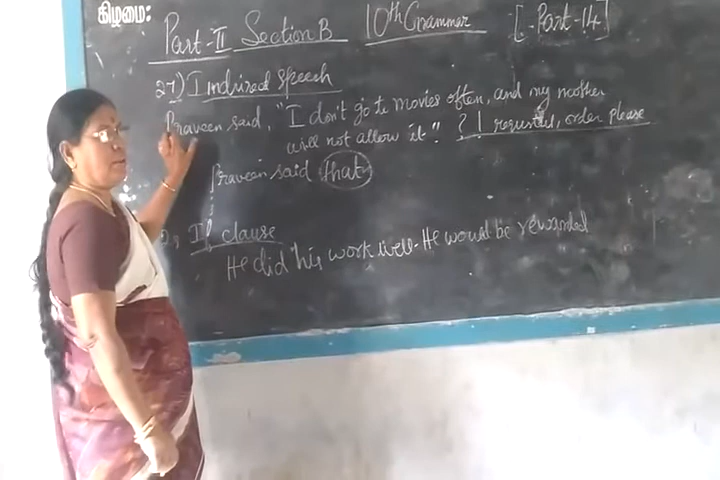 கிழமை:
Part-II Section B 10th Grammar [Part-14]
27) Indirect Speech
Praveen said, "I don't go to movies often, and my mother
will not allow it" ? ! requested, order please
Praveen said that
If clause
He did his work well. He would be rewarded